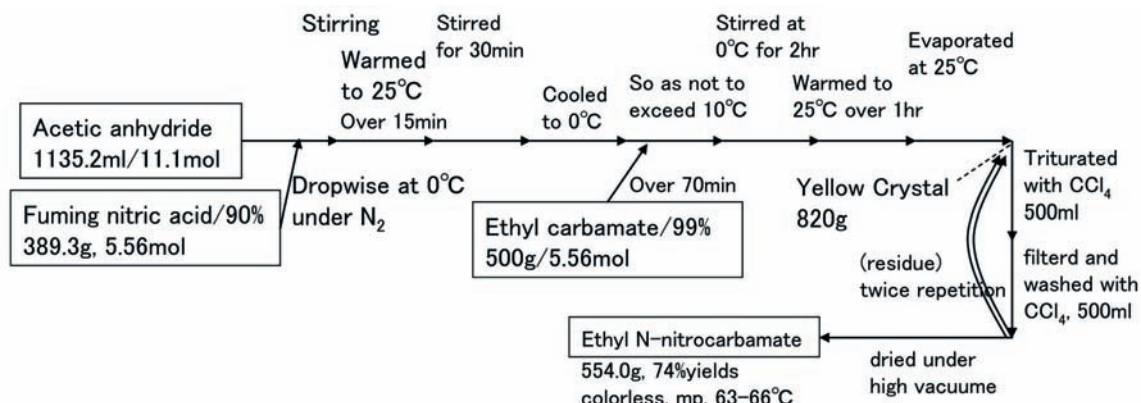 Stirring
Warmed
to 25℃
Over 15min
Stirred
for 30min
Cooled
to 0℃
So as not to
exceed 10℃
Stirred at
0℃ for 2hr
Warmed to
25℃ over 1hr
Evaporated
at 25℃
Acetic anhydride
1135.2ml/11.1mol
Fuming nitric acid/90%
389.3g, 5.56mol
Dropwise at 0℃
under N₂
Ethyl carbamate/99%
500g/5.56mol
Over 70min
Yellow Crystal
820g
Triturated
with CCl₄
500ml
(residue)
twice repetition
filterd and
washed with
CCl₄, 500ml
Ethyl N-nitrocarbamate
554.0g, 74%yields
colorless, mp, 63-66℃
dried under
high vacuume